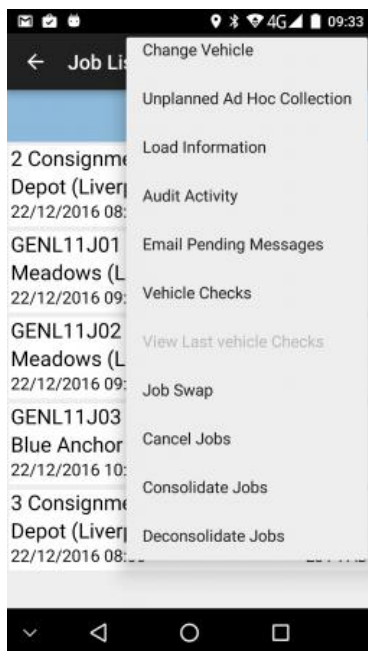 4G 09:33
Job Lis
Change Vehicle
Unplanned Ad Hoc Collection
Load Information
Audit Activity
Email Pending Messages
Vehicle Checks
View Last vehicle Checks
Job Swap
Cancel Jobs
Consolidate Jobs
Deconsolidate Jobs
2 Consignme
Depot (Liver
22/12/2016 08:
GENL11J01
Meadows (L
22/12/2016 09:
GENL11J02
Meadows (L
22/12/2016 09:
GENL11J03
Blue Anchor
22/12/2016 10:
3 Consignme
Depot (Liver
22/12/2016 08: